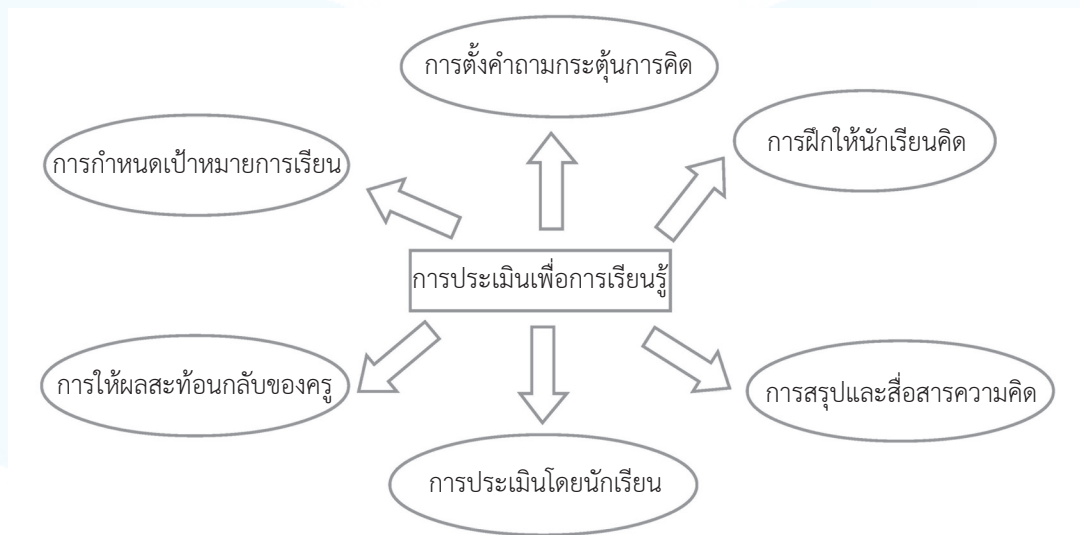 การตั้งคำถามกระตุ้นการคิด
การฝึกให้นักเรียนคิด
การกำหนดเป้าหมายการเรียน
การประเมินเพื่อการเรียนรู้
การให้ผลสะท้อนกลับของครู
การสรุปและสื่อสารความคิด
การประเมินโดยนักเรียน